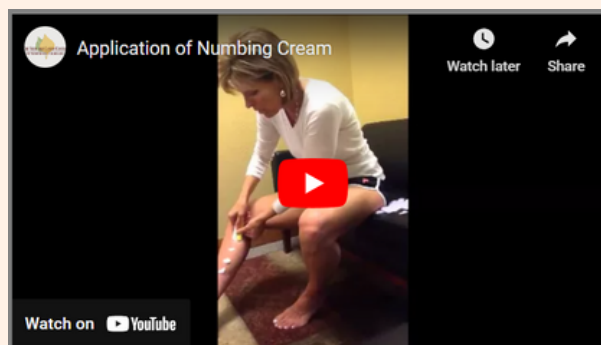 Application of Numbing Cream
Watch later
Share
Watch on YouTube